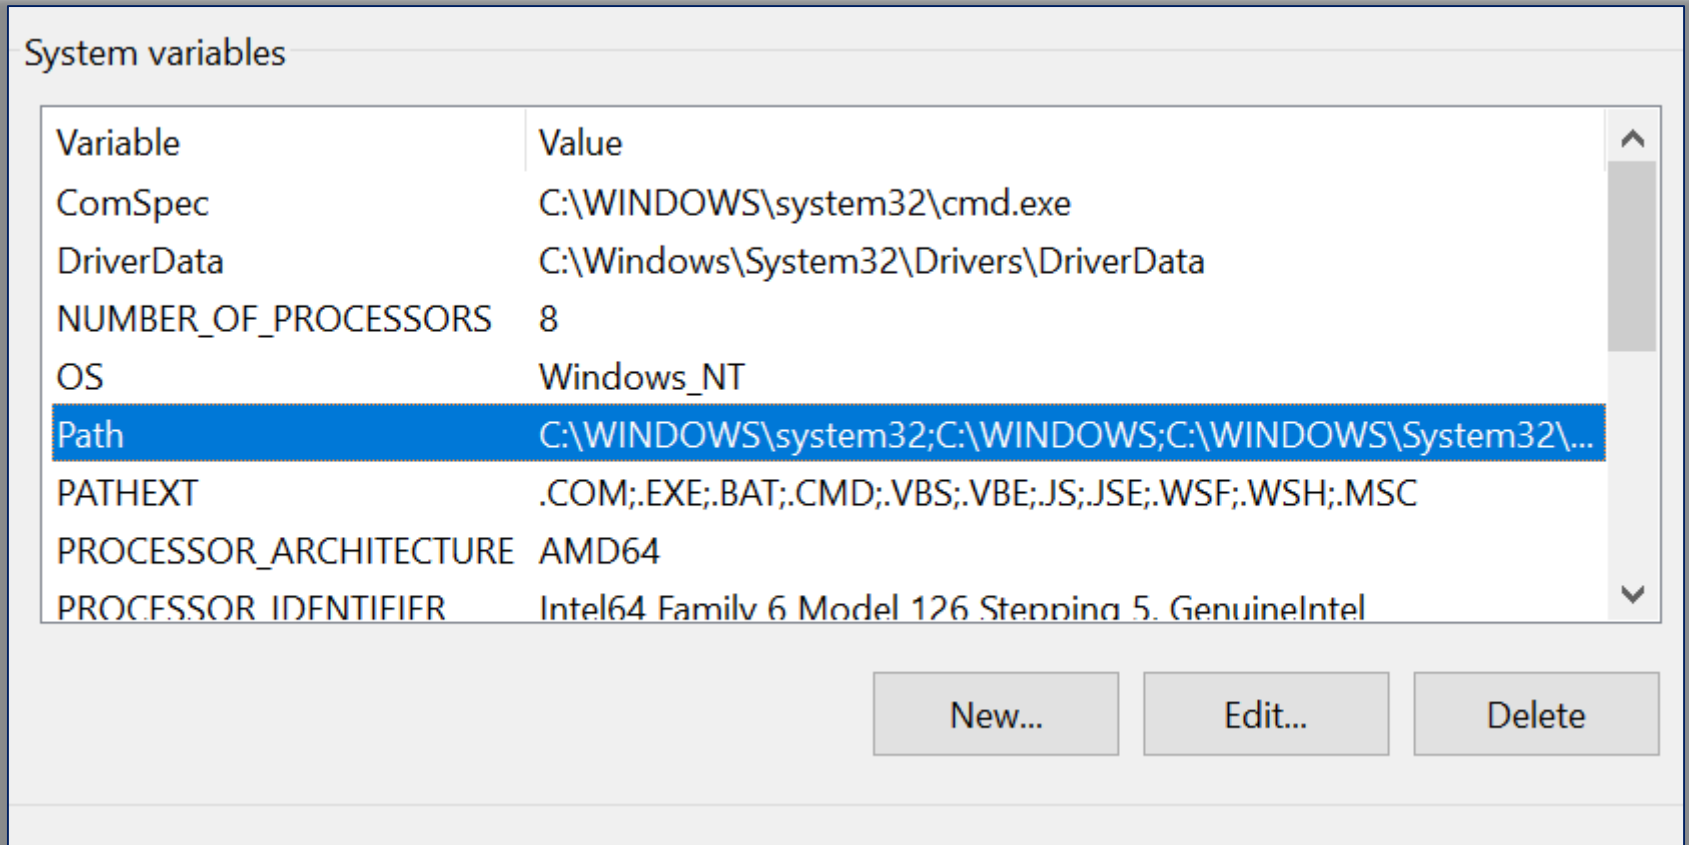 System variables
Variable Value
ComSpec C:\WINDOWS\system32\cmd.exe
DriverData C:\Windows\System32\Drivers\DriverData
NUMBER_OF_PROCESSORS 8
OS Windows_NT
Path C:\WINDOWS\system32;C:\WINDOWS;C:\WINDOWS\System32\...
PATHEXT .COM;.EXE;.BAT;.CMD;.VBS;.VBE;.JS;.JSE;.WSF;.WSH;.MSC
PROCESSOR_ARCHITECTURE AMD64
PROCESSOR_IDENTIFIER Intel64 Family 6 Model 126 Stepping 5, GenuineIntel
New... Edit... Delete